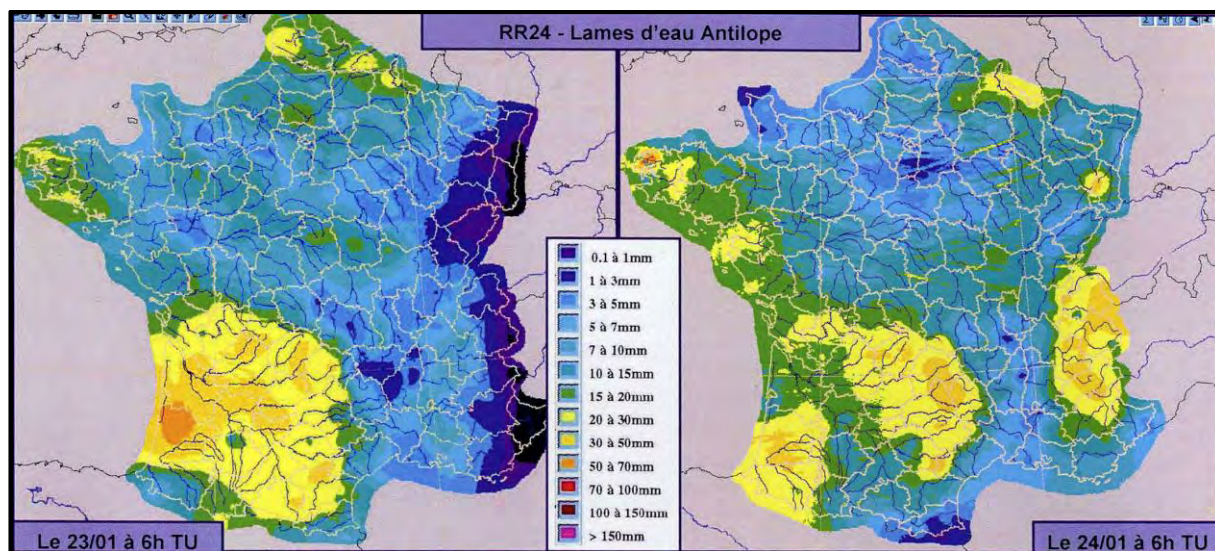 RR24 - Lames d'eau Antilope
0.1 à 1mm
1 à 3mm
3 à 5mm
5 à 7mm
7 à 10mm
10 à 15mm
15 à 20mm
20 à 30mm
30 à 50mm
50 à 70mm
70 à 100mm
100 à 150mm
> 150mm
Le 23/01 à 6h TU
Le 24/01 à 6h TU